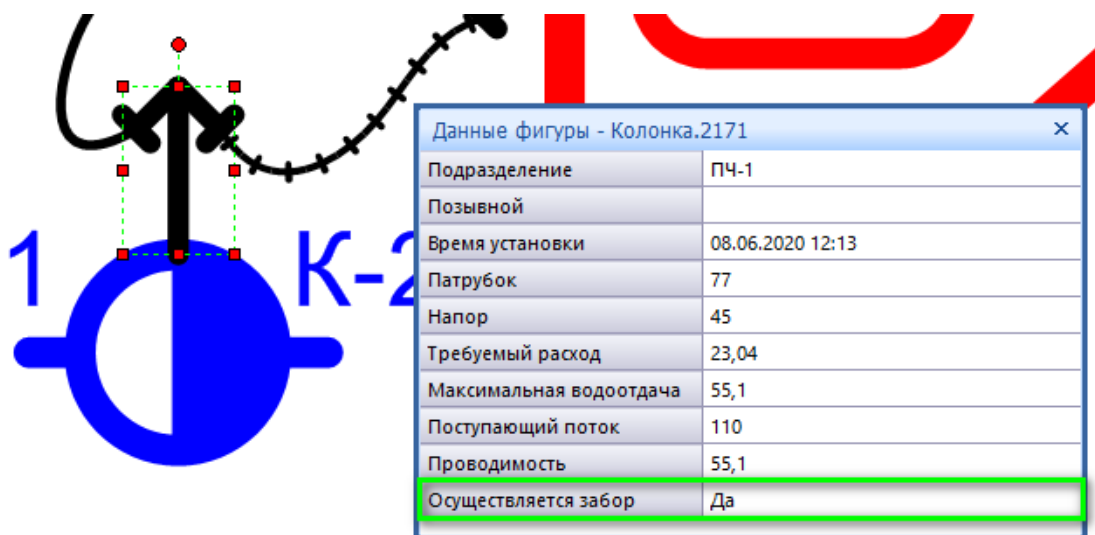 Данные фигуры - Колонка.2171
Подразделение ПЧ-1
Позывной
Время установки 08.06.2020 12:13
Патрубок 77
Напор 45
Требуемый расход 23,04
Максимальная водоотдача 55,1
Поступающий поток 110
Проводимость 55,1
Осуществляется забор Да
1 К-2